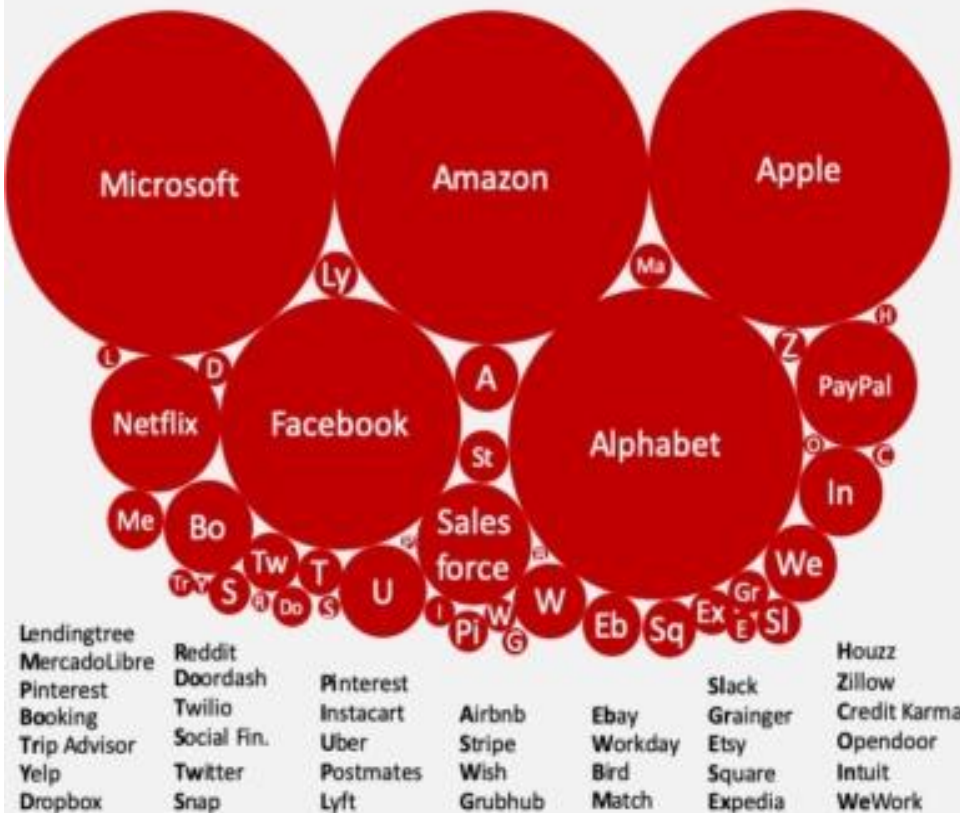 Microsoft
Amazon
Apple
Ly
Ma
H
L
D
Z
A
PayPal
Netflix
Facebook
Alphabet
St
O
C
Me
Bo
Sales
force
In
Tw
T
U
We
Tr
Y
S
R
Do
S
I
Pi
W
G
W
Eb
Sq
Ex
Gr
E
Sl
Lendingtree
MercadoLibre
Pinterest
Booking
Trip Advisor
Yelp
Dropbox
Reddit
Doordash
Twilio
Social Fin.
Twitter
Snap
Pinterest
Instacart
Uber
Postmates
Lyft
Airbnb
Stripe
Wish
Grubhub
Ebay
Workday
Bird
Match
Slack
Grainger
Etsy
Square
Expedia
Houzz
Zillow
Credit Karma
Opendoor
Intuit
WeWork